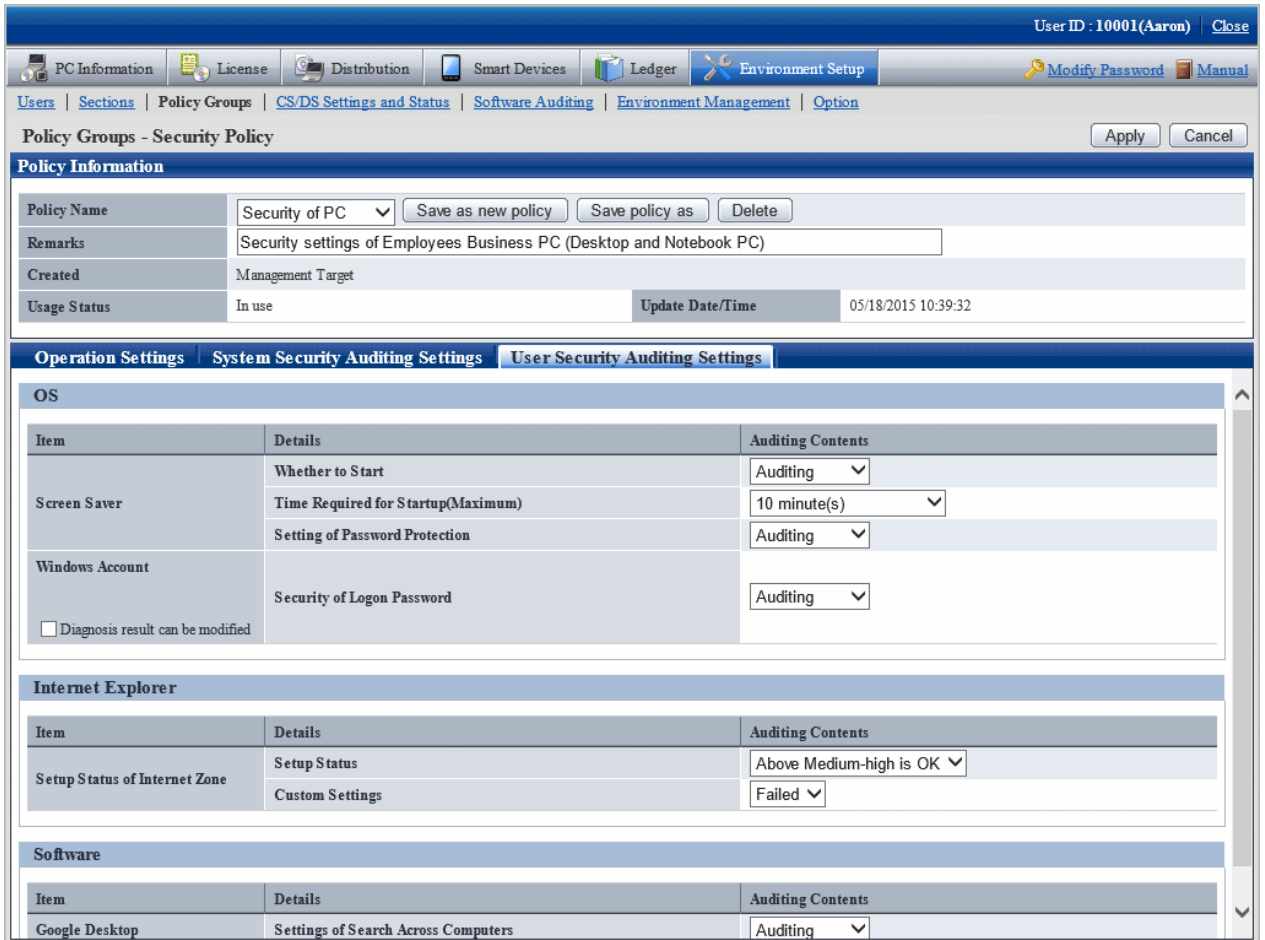 User ID : 10001(Aaron) Close
PC Information License Distribution Smart Devices Ledger Environment Setup Modify Password Manual
Users | Sections | Policy Groups | CS/DS Settings and Status | Software Auditing | Environment Management | Option
Policy Groups - Security Policy Apply Cancel
Policy Information
Policy Name Security of PC Save as new policy Save policy as Delete
Remarks Security settings of Employees Business PC (Desktop and Notebook PC)
Created Management Target
Usage Status In use Update Date/Time 05/18/2015 10:39:32
Operation Settings System Security Auditing Settings User Security Auditing Settings
OS
Item Details Auditing Contents
Whether to Start Auditing
Screen Saver Time Required for Startup(Maximum) 10 minute(s)
Setting of Password Protection Auditing
Windows Account
Security of Logon Password Auditing
Diagnosis result can be modified
Internet Explorer
Item Details Auditing Contents
Setup Status Above Medium-high is OK
Setup Status of Internet Zone
Custom Settings Failed
Software
Item Details Auditing Contents
Google Desktop Settings of Search Across Computers Auditing